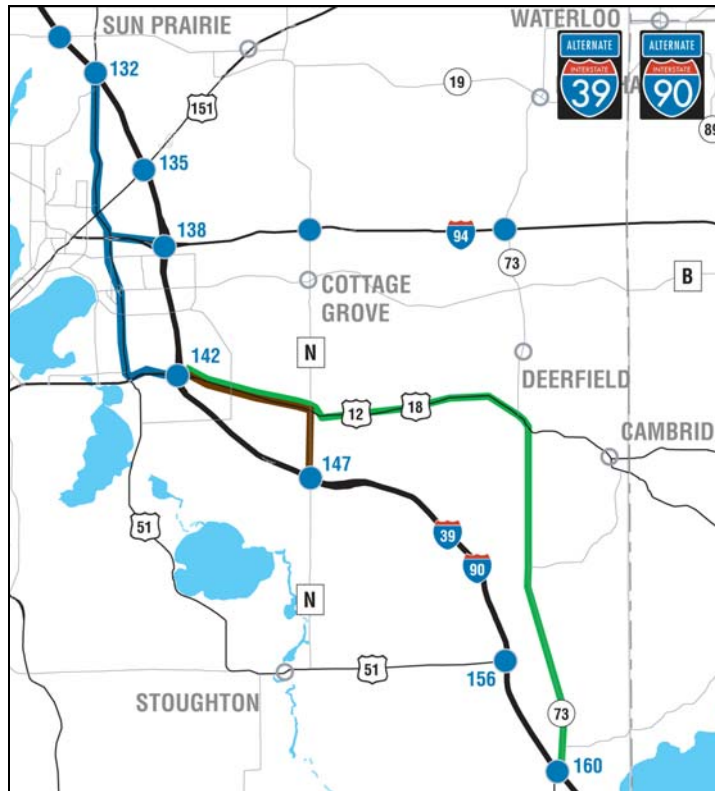 WATERLOO
SUN PRAIRIE
ALTERNATE
INTERSTATE
39
ALTERNATE
INTERSTATE
90
HA
132
19
151
89
135
138
94
73
COTTAGE
GROVE
B
142
N
DEERFIELD
12
18
CAMBRID
147
51
39
90
N
51
156
STOUGHTON
73
160